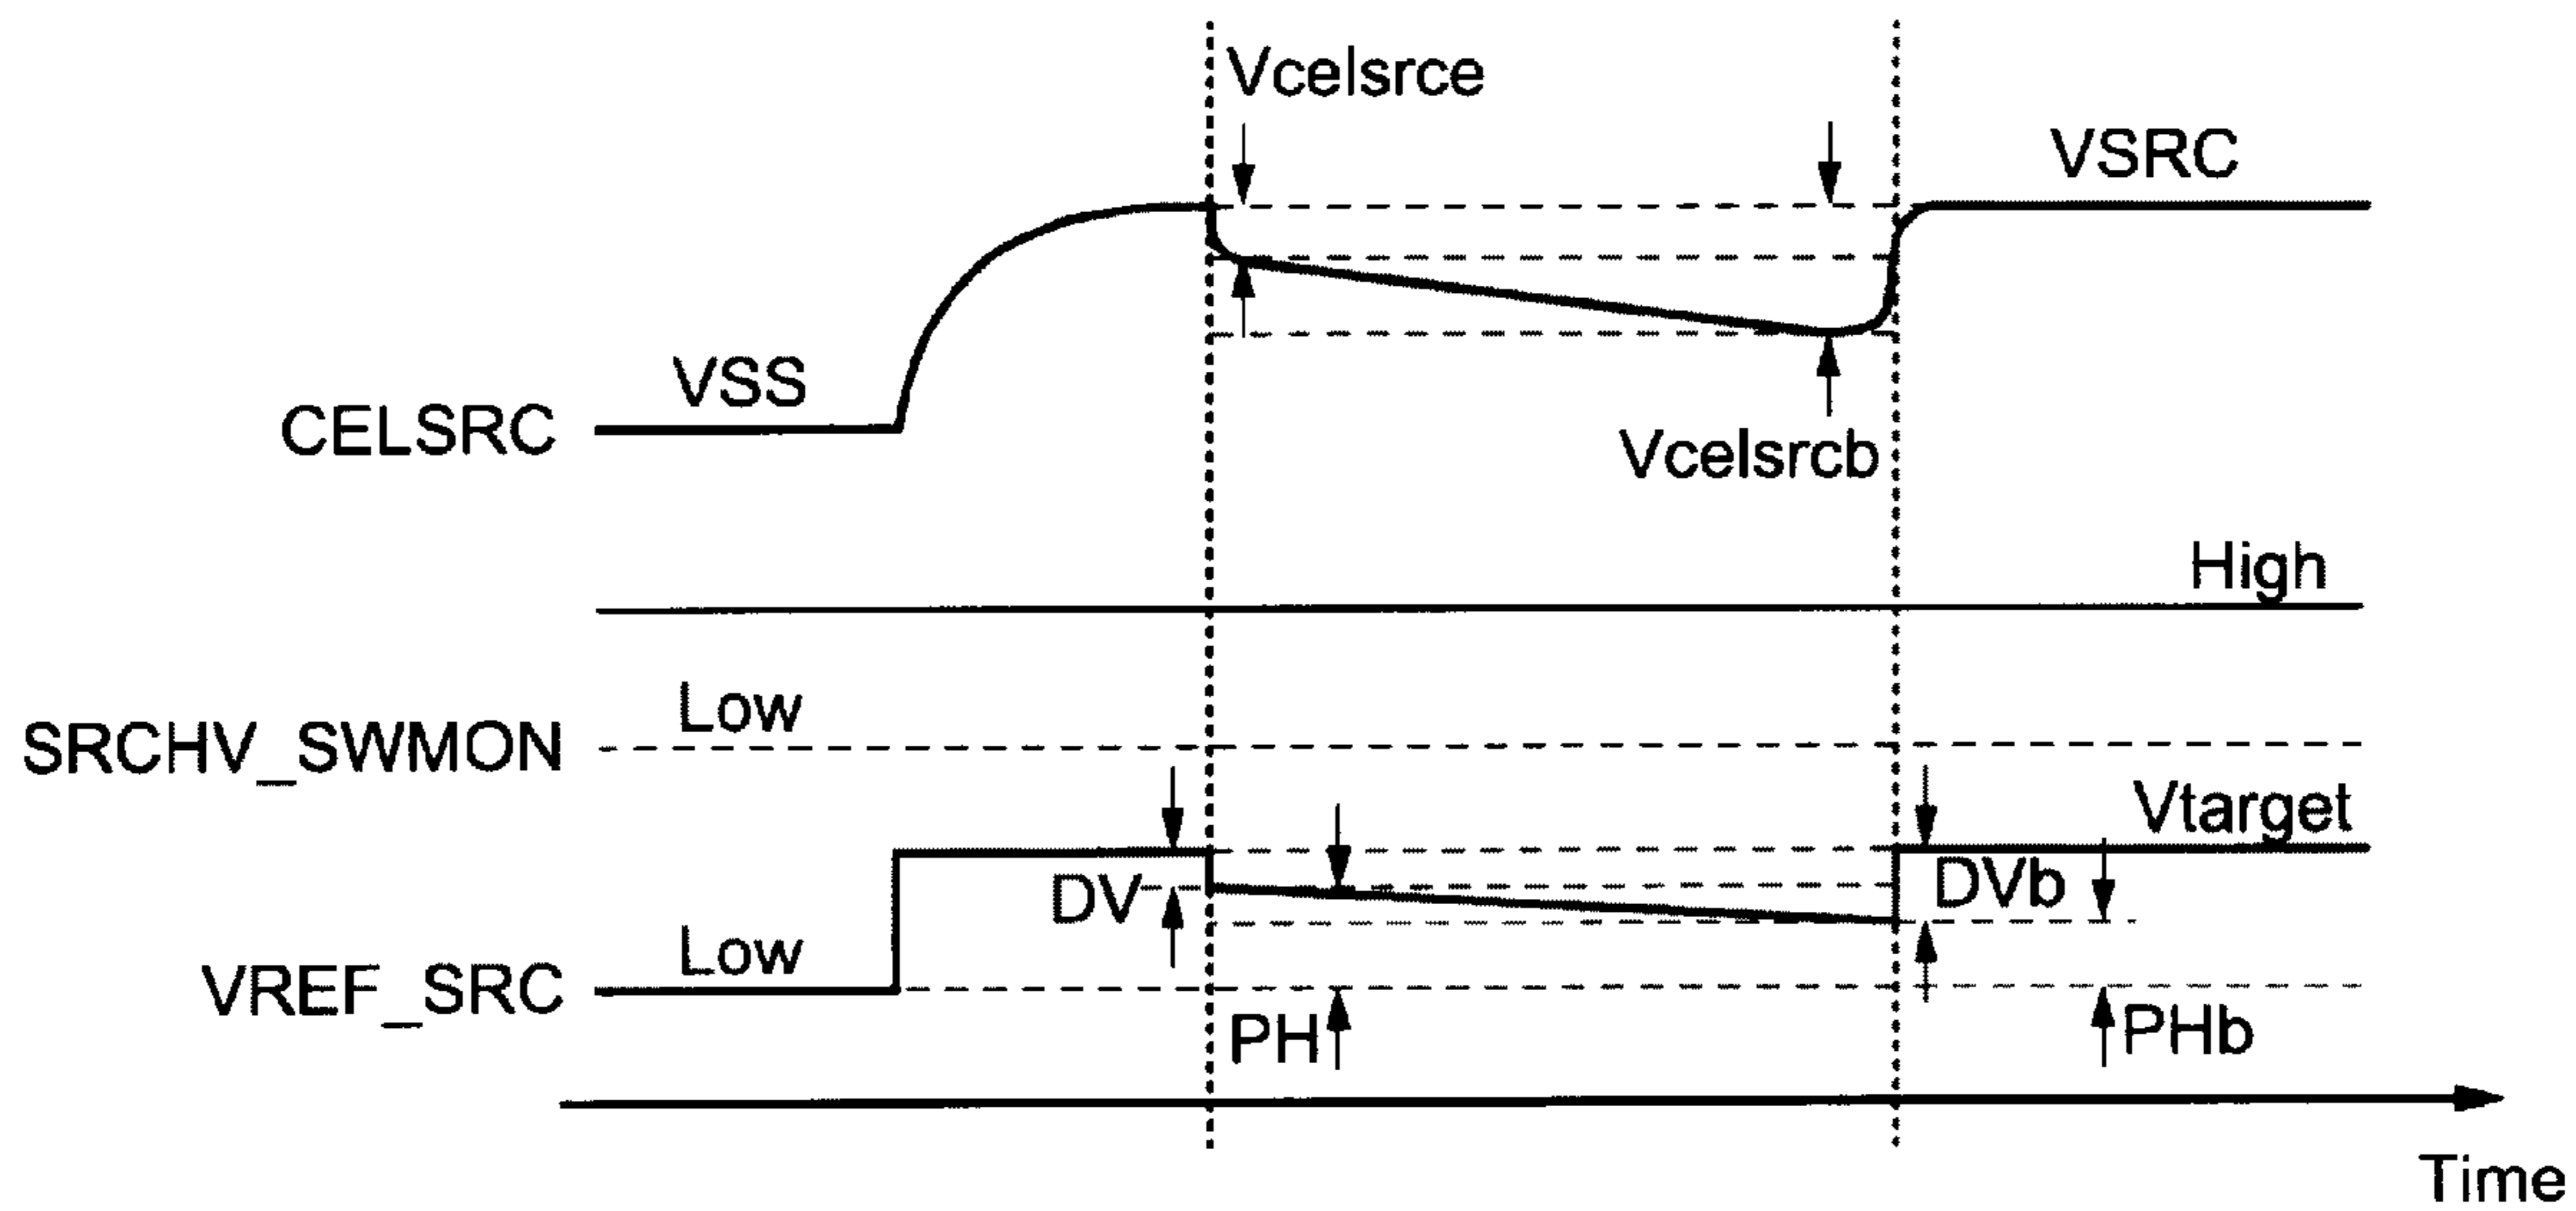 Vcelsrce
VSRC
VSS
CELSRC
Vcelsrcb
High
Low
SRCHV_SWMON
Vtarget
DV
DVb
Low
VREF_SRC
PH
PHb
Time